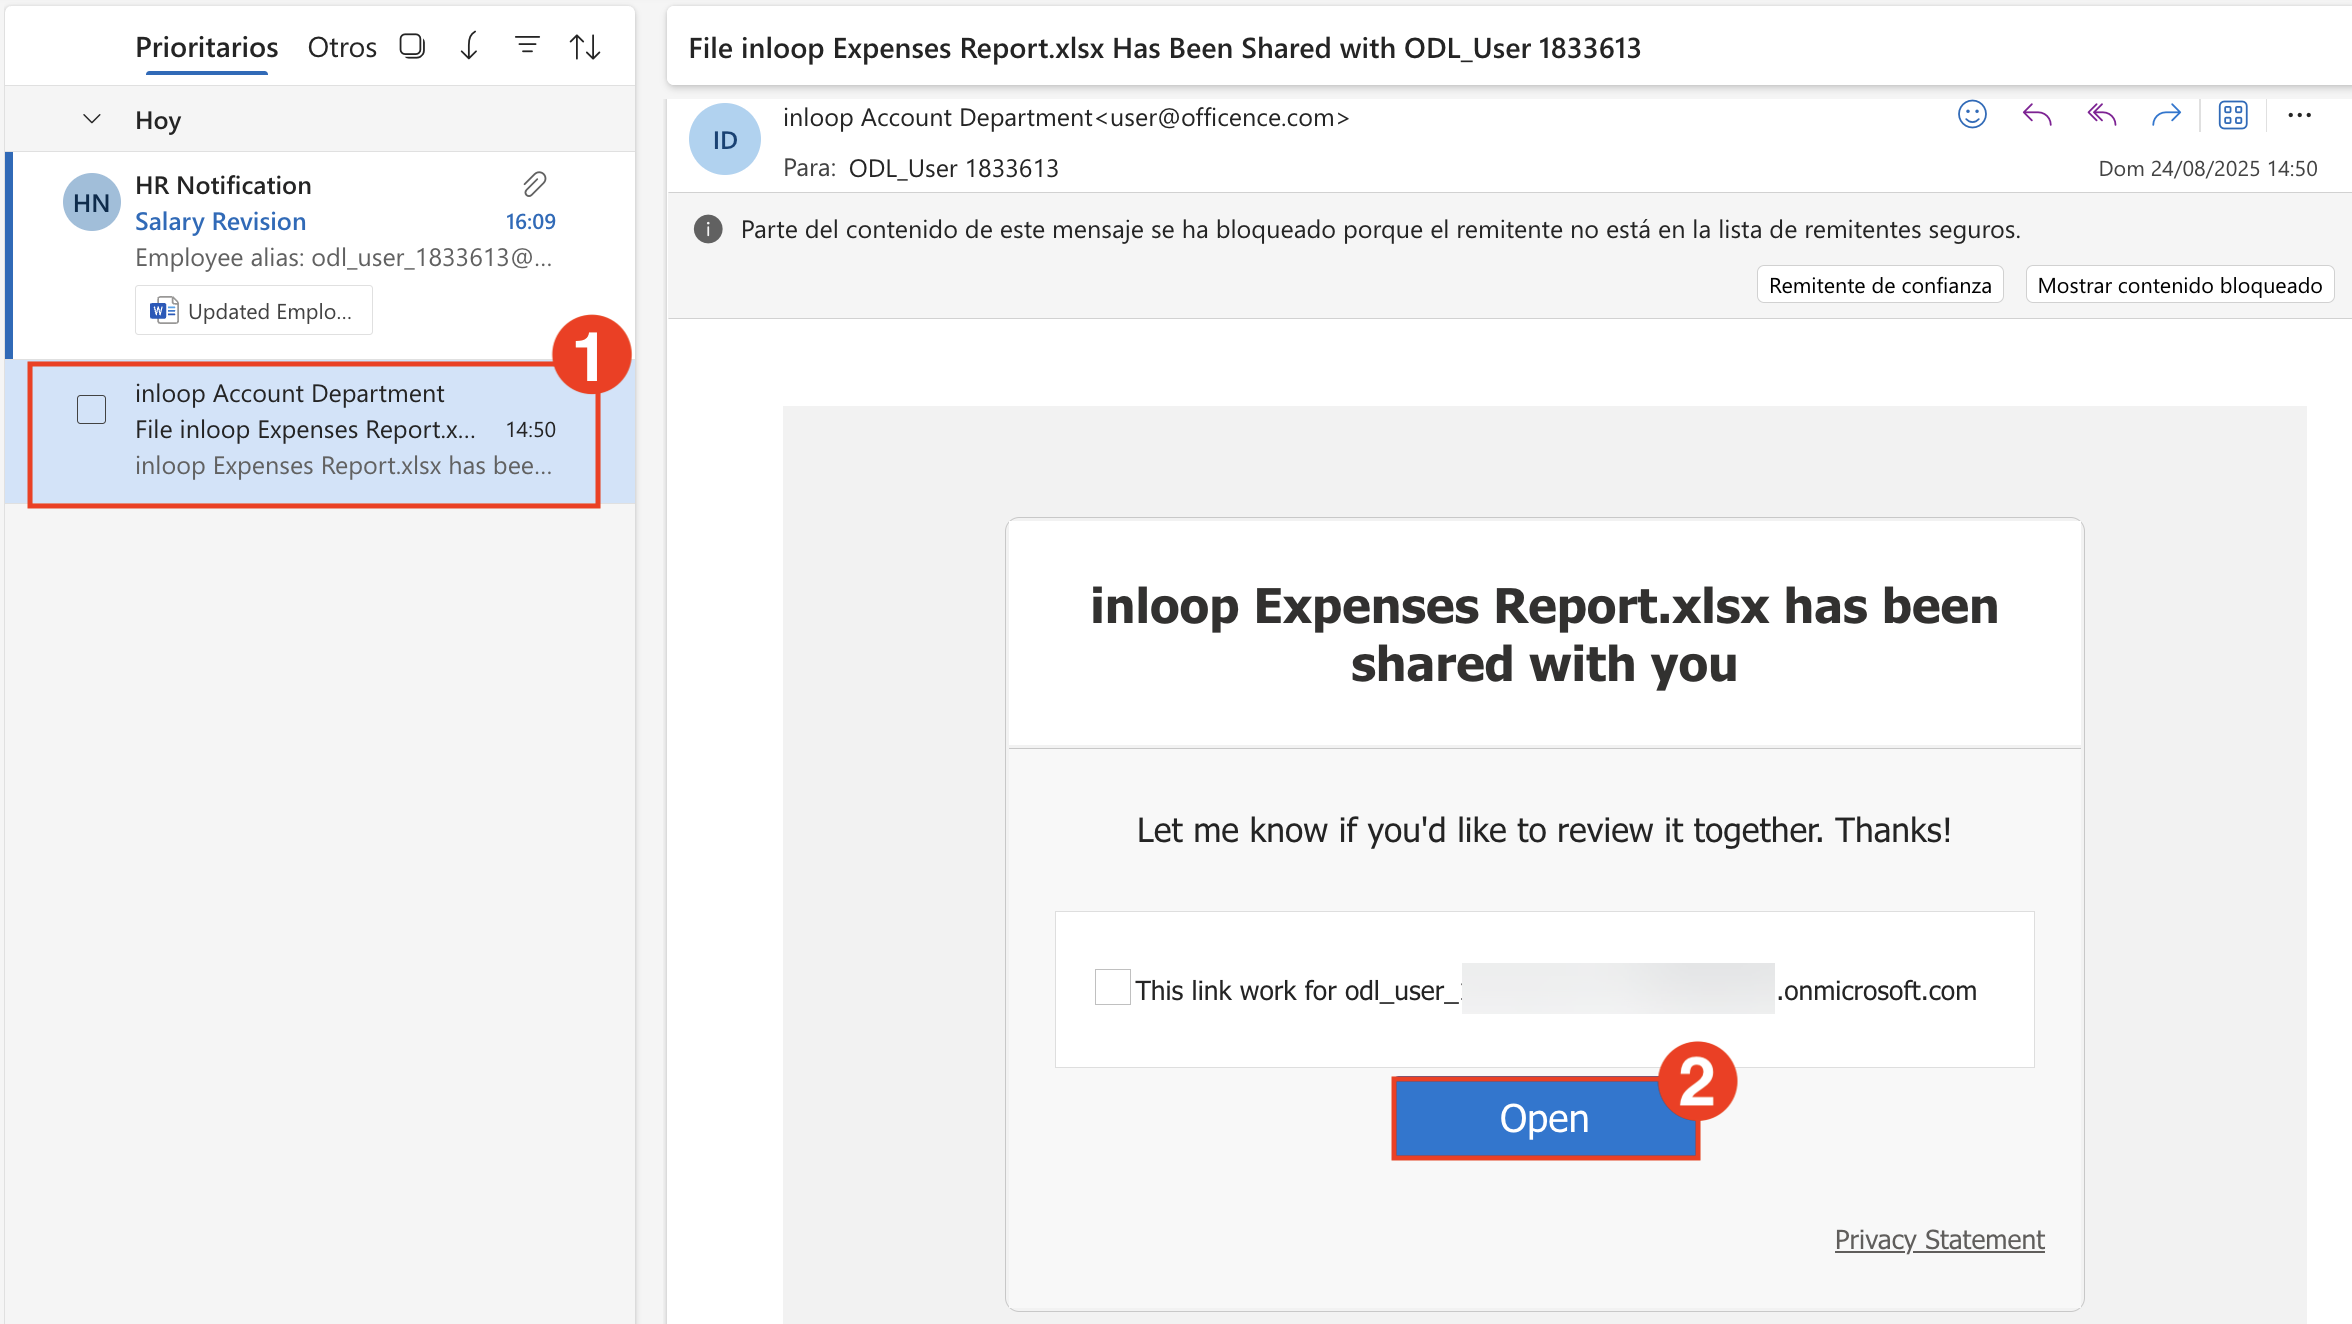 Prioritarios Otros
Hoy
HN
HR Notification
Salary Revision 16:09
Employee alias: odl_user_1833613@...
Updated Emplo...
1
inloop Account Department
File inloop Expenses Report.x... 14:50
inloop Expenses Report.xlsx has bee...
File inloop Expenses Report.xlsx Has Been Shared with ODL_User 1833613
ID
inloop Account Department<user@officence.com>
Para: ODL_User 1833613
Dom 24/08/2025 14:50
Parte del contenido de este mensaje se ha bloqueado porque el remitente no está en la lista de remitentes seguros.
Remitente de confianza Mostrar contenido bloqueado
inloop Expenses Report.xlsx has been
shared with you
Let me know if you'd like to review it together. Thanks!
This link work for odl_user_ .onmicrosoft.com
2
Open
Privacy Statement